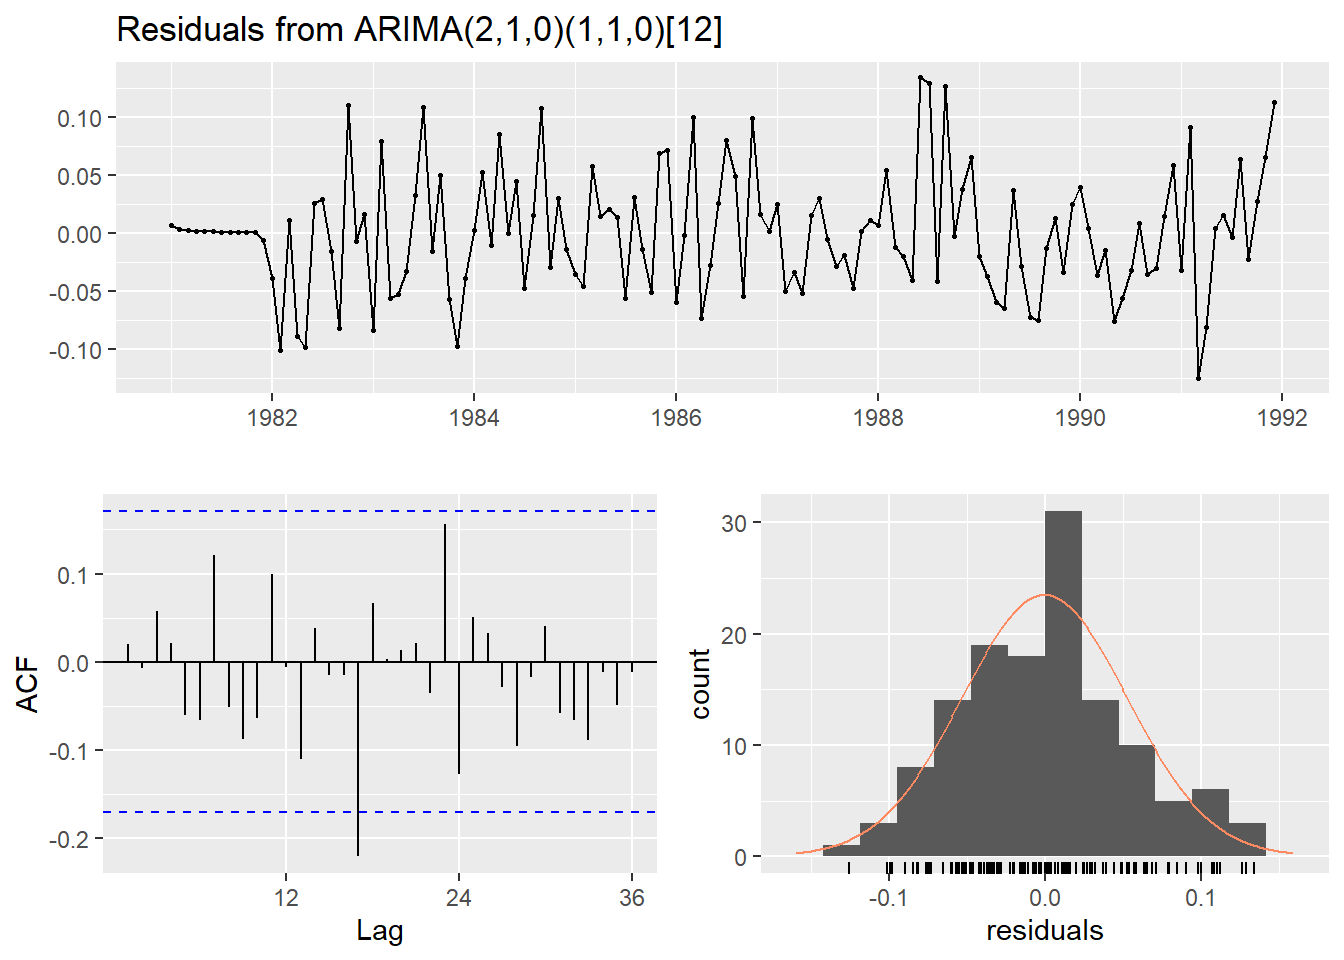 Residuals from ARIMA(2,1,0)(1,1,0)[12]
0.10
0.05
0.00
-0.05
-0.10
1982 1984 1986 1988 1990 1992
ACF
0.1
0.0
-0.1
-0.2
12 24 36
Lag
count
30
20
10
0
-0.1 0.0 0.1
residuals